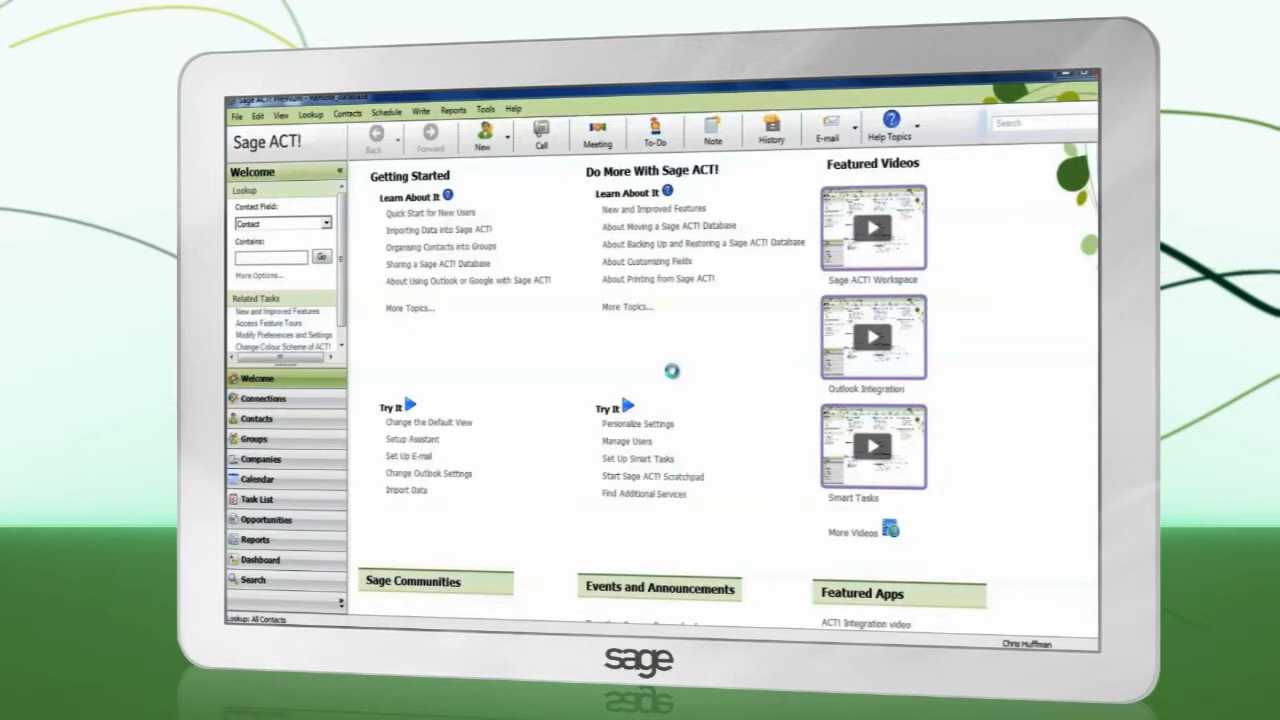 Sage ACT! Premium - Remote_database
File Edit View Lookup Contacts Schedule Write Reports Tools Help
Sage ACT!
Back
Forward
New
Call
Meeting
To-Do
Note
History
E-mail
Help Topics
Search
Welcome
Lookup
Contact Field:
Contact
Contains:
Go
More Options...
Related Tasks
New and Improved Features
Access Feature Tours
Modify Preferences and Settings
Change Colour Scheme of ACT!
Welcome
Connections
Contacts
Groups
Companies
Calendar
Task List
Opportunities
Reports
Dashboard
Search
Lookup: All Contacts
Getting Started
Learn About It
Quick Start for New Users
Importing Data into Sage ACT!
Organising Contacts into Groups
Sharing a Sage ACT! Database
About Using Outlook or Google with Sage ACT!
More Topics...
Try It
Change the Default View
Setup Assistant
Set Up E-mail
Change Outlook Settings
Import Data
Sage Communities
Do More With Sage ACT!
Learn About It
New and Improved Features
About Moving a Sage ACT! Database
About Backing Up and Restoring a Sage ACT! Database
About Customizing Fields
About Printing from Sage ACT!
More Topics...
Try It
Personalize Settings
Manage Users
Set Up Smart Tasks
Start Sage ACT! Scratchpad
Find Additional Services
Events and Announcements
Featured Videos
Sage ACT! Workspace
Outlook Integration
Smart Tasks
More Videos
Featured Apps
ACT! Integration video
Chris Huffman
sage